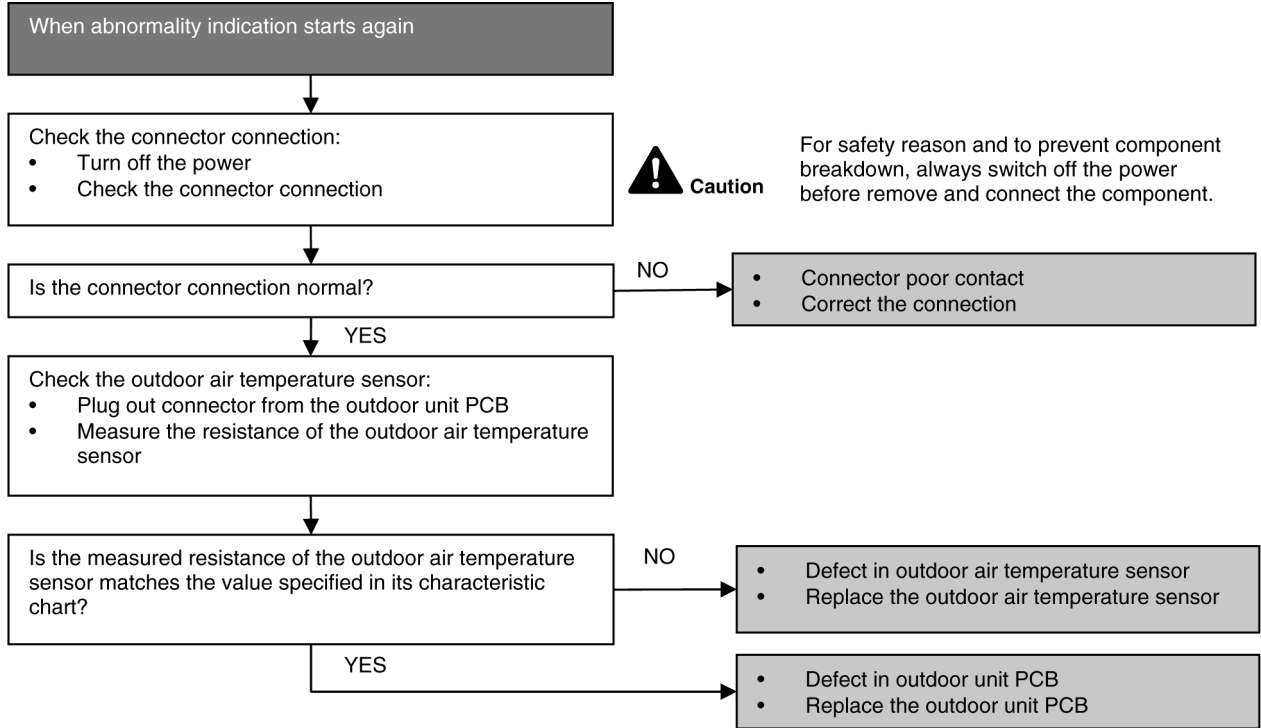 When abnormality indication starts again
Check the connector connection:
• Turn off the power
• Check the connector connection
Caution
For safety reason and to prevent component
breakdown, always switch off the power
before remove and connect the component.
Is the connector connection normal?
NO
• Connector poor contact
• Correct the connection
YES
Check the outdoor air temperature sensor:
• Plug out connector from the outdoor unit PCB
• Measure the resistance of the outdoor air temperature
sensor
Is the measured resistance of the outdoor air temperature
sensor matches the value specified in its characteristic
chart?
NO
• Defect in outdoor air temperature sensor
• Replace the outdoor air temperature sensor
YES
• Defect in outdoor unit PCB
• Replace the outdoor unit PCB